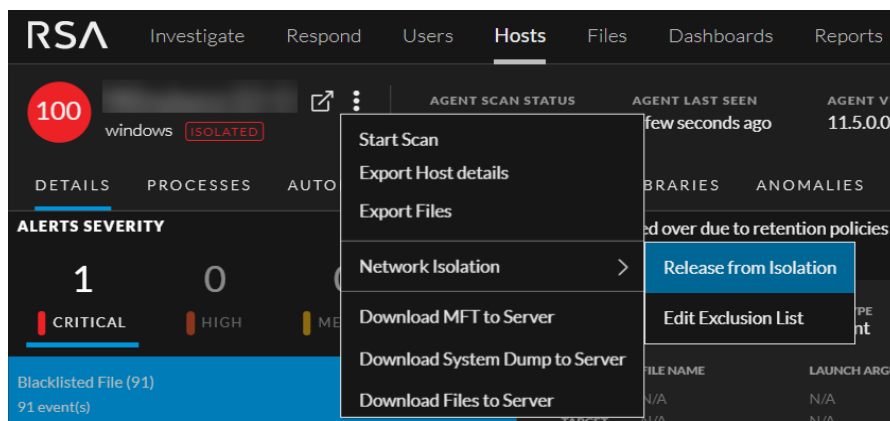 RSA Investigate Respond Users Hosts Files Dashboards Reports
100
AGENT SCAN STATUS AGENT LAST SEEN AGENT V
windows ISOLATED few seconds ago 11.5.0.0
Start Scan
Export Host details
DETAILS PROCESSES AUTO BRARIES ANOMALIES
Export Files
ALERTS SEVERITY ed over due to retention policies
Network Isolation Release from Isolation
1 0
Download MFT to Server Edit Exclusion List
CRITICAL HIGH ME nt
Download System Dump to Server
FILE NAME LAUNCH ARG
Blacklisted File (91)
Download Files to Server N/A N/A
91 event(s)
TARGET N/A N/A